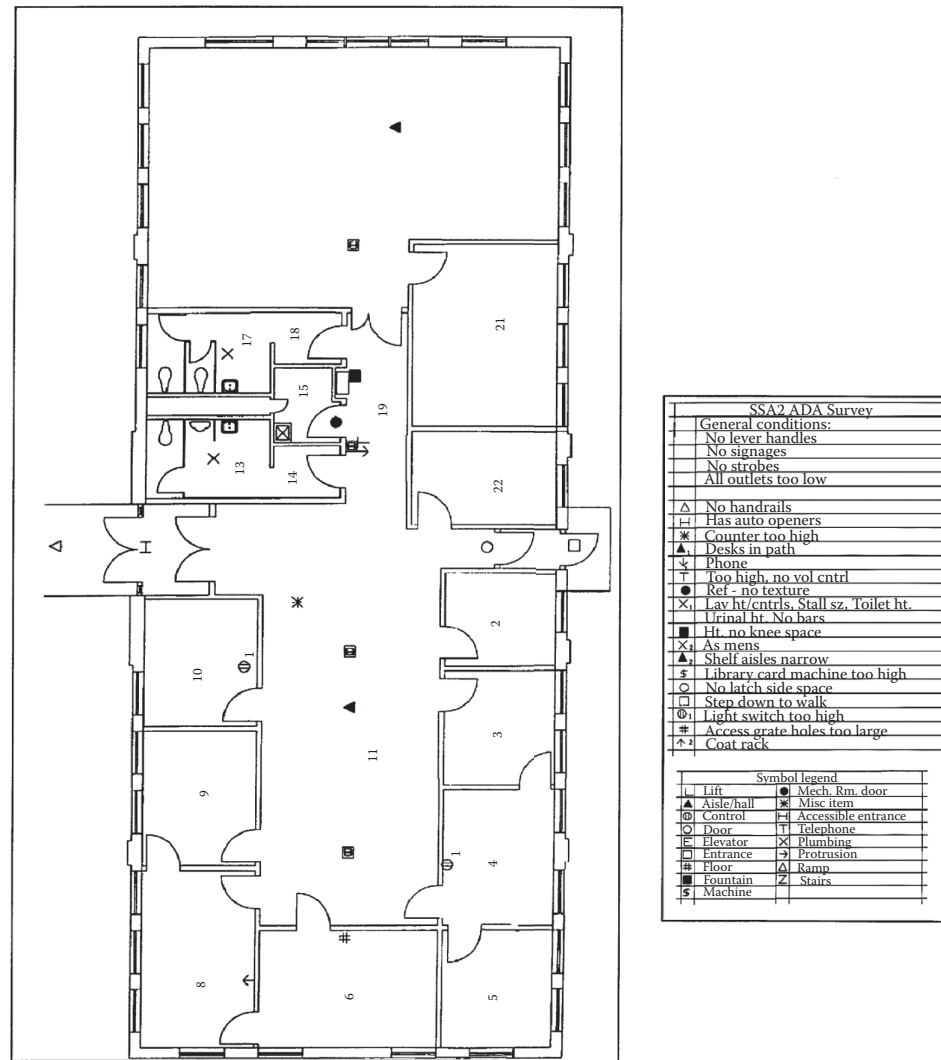 21
17
18
15
19
13
14
22
2
10
1
3
11
9
4
1
8
6
5
SSA2 ADA Survey
General conditions:
No lever handles
No signages
No strobes
All outlets too low
No handrails
Has auto openers
Counter too high
1 Desks in path
Phone
Too high, no vol cntrl
Ref - no texture
1 Lav ht/cntrls, Stall sz, Toilet ht.
Urinal ht. No bars
Ht. no knee space
2 As mens
2 Shelf aisles narrow
$ Library card machine too high
No latch side space
Step down to walk
1 Light switch too high
# Access grate holes too large
2 Coat rack
Symbol legend
L Lift Mech. Rm. door
Aisle/hall Misc item
Control Accessible entrance
Door T Telephone
E Elevator Plumbing
Entrance Protrusion
# Floor Ramp
Fountain Z Stairs
$ Machine